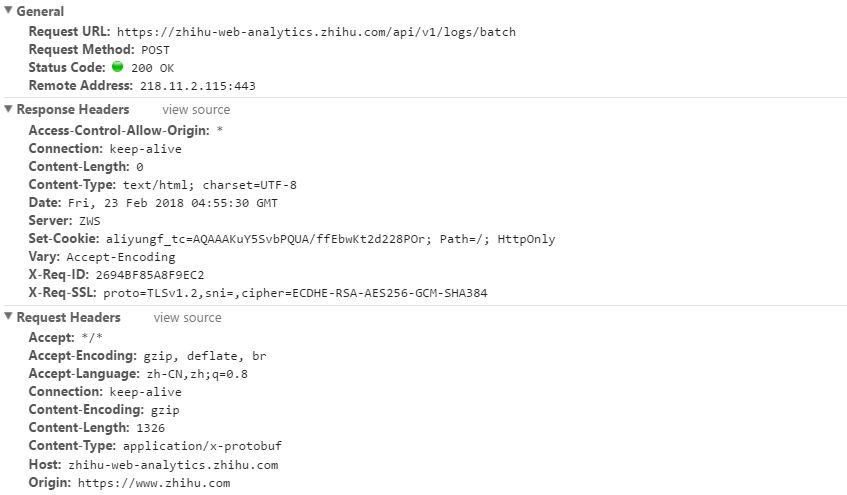 General
Request URL: https://zhihu-web-analytics.zhihu.com/api/v1/logs/batch
Request Method: POST
Status Code: 200 OK
Remote Address: 218.11.2.115:443
Response Headers view source
Access-Control-Allow-Origin: *
Connection: keep-alive
Content-Length: 0
Content-Type: text/html; charset=UTF-8
Date: Fri, 23 Feb 2018 04:55:30 GMT
Server: ZWS
Set-Cookie: aliyungf_tc=AQAAAKuY5SvbPQUA/ffEbwKt2d228POr; Path=/; HttpOnly
Vary: Accept-Encoding
X-Req-ID: 2694BF85A8F9EC2
X-Req-SSL: proto=TLSv1.2,sni=,cipher=ECDHE-RSA-AES256-GCM-SHA384
Request Headers view source
Accept: */*
Accept-Encoding: gzip, deflate, br
Accept-Language: zh-CN,zh;q=0.8
Connection: keep-alive
Content-Encoding: gzip
Content-Length: 1326
Content-Type: application/x-protobuf
Host: zhihu-web-analytics.zhihu.com
Origin: https://www.zhihu.com